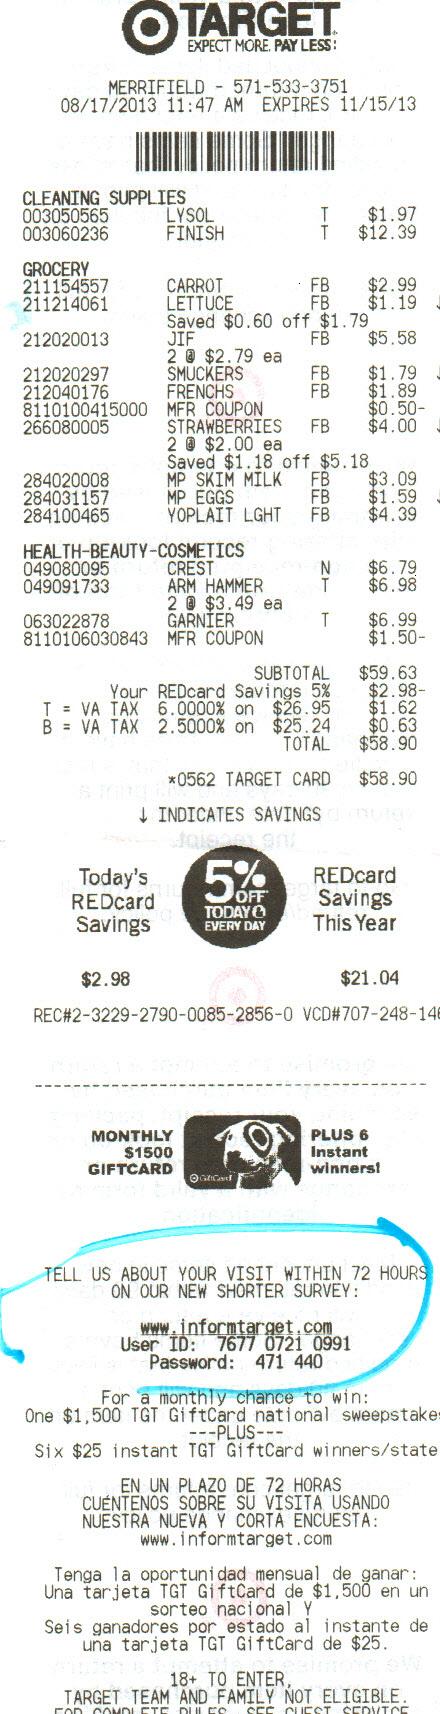 TARGET
EXPECT MORE. PAY LESS.
MERRIFIELD - 571-533-3751
08/17/2013 11:47 AM EXPIRES 11/15/13
CLEANING SUPPLIES
003050565 LYSOL T $1.97
003060236 FINISH T $12.39
GROCERY
211154557 CARROT FB $2.99
211214061 LETTUCE FB $1.19
Saved $0.60 off $1.79
212020013 JIF FB $5.58
2 @ $2.79 ea
212020297 SMUCKERS FB $1.79
212040176 FRENCHS FB $1.89
8110100415000 MFR COUPON $0.50-
266080005 STRAWBERRIES FB $4.00
2 @ $2.00 ea
Saved $1.18 off $5.18
284020008 MP SKIM MILK FB $3.09
284031157 MP EGGS FB $1.59
284100465 YOPLAIT LGHT FB $4.39
HEALTH-BEAUTY-COSMETICS
049080095 CREST N $6.79
049091733 ARM HAMMER T $6.98
2 @ $3.49 ea
063022878 GARNIER T $6.99
8110106030843 MFR COUPON $1.50-
SUBTOTAL $59.63
Your REDcard Savings 5% $2.98-
T = VA TAX 6.0000% on $26.95 $1.62
B = VA TAX 2.5000% on $25.24 $0.63
TOTAL $58.90
*0562 TARGET CARD $58.90
↓ INDICATES SAVINGS
Today's REDcard Savings
5% OFF TODAY & EVERY DAY
REDcard Savings This Year
$2.98 $21.04
REC#2-3229-2790-0085-2856-0 VCD#707-248-146
MONTHLY $1500 GIFTCARD
GiftCard
PLUS 6 Instant winners!
TELL US ABOUT YOUR VISIT WITHIN 72 HOURS
ON OUR NEW SHORTER SURVEY:
www.informtarget.com
User ID: 7677 0721 0991
Password: 471 440
For a monthly chance to win:
One $1,500 TGT GiftCard national sweepstakes
---PLUS---
Six $25 instant TGT GiftCard winners/state
EN UN PLAZO DE 72 HORAS
CUÉNTENOS SOBRE SU VISITA USANDO
NUESTRA NUEVA Y CORTA ENCUESTA:
www.informtarget.com
Tenga la oportunidad mensual de ganar:
Una tarjeta TGT GiftCard de $1,500 en un
sorteo nacional Y
Seis ganadores por estado al instante de
una tarjeta TGT GiftCard de $25.
18+ TO ENTER,
TARGET TEAM AND FAMILY NOT ELIGIBLE.
FOR COMPLETE RULES, SEE GUEST SERVICE